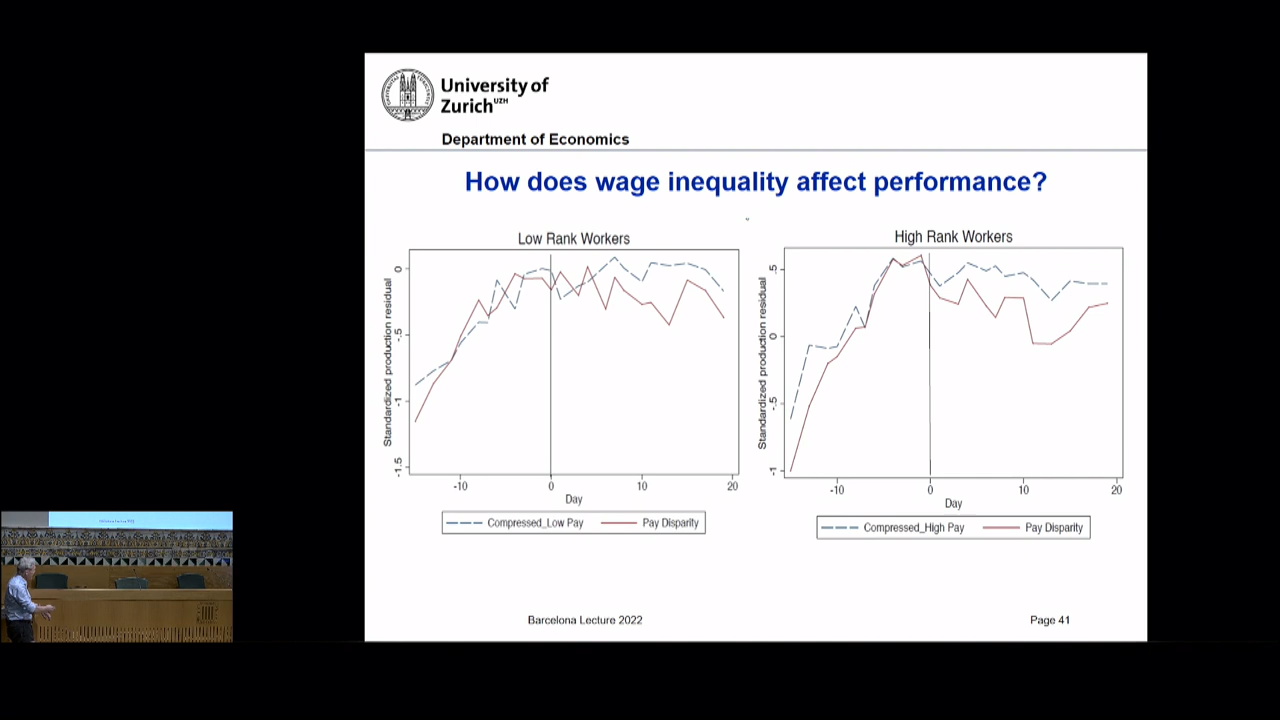 University of
Zurich UZH
Department of Economics
How does wage inequality affect performance?
Low Rank Workers
Standardized production residual
0
-.5
-1
-1.5
-10
0
10
20
Day
Compressed_Low Pay
Pay Disparity
High Rank Workers
Standardized production residual
.5
0
-.5
-1
-10
0
10
20
Day
Compressed_High Pay
Pay Disparity
Barcelona Lecture 2022
Page 41